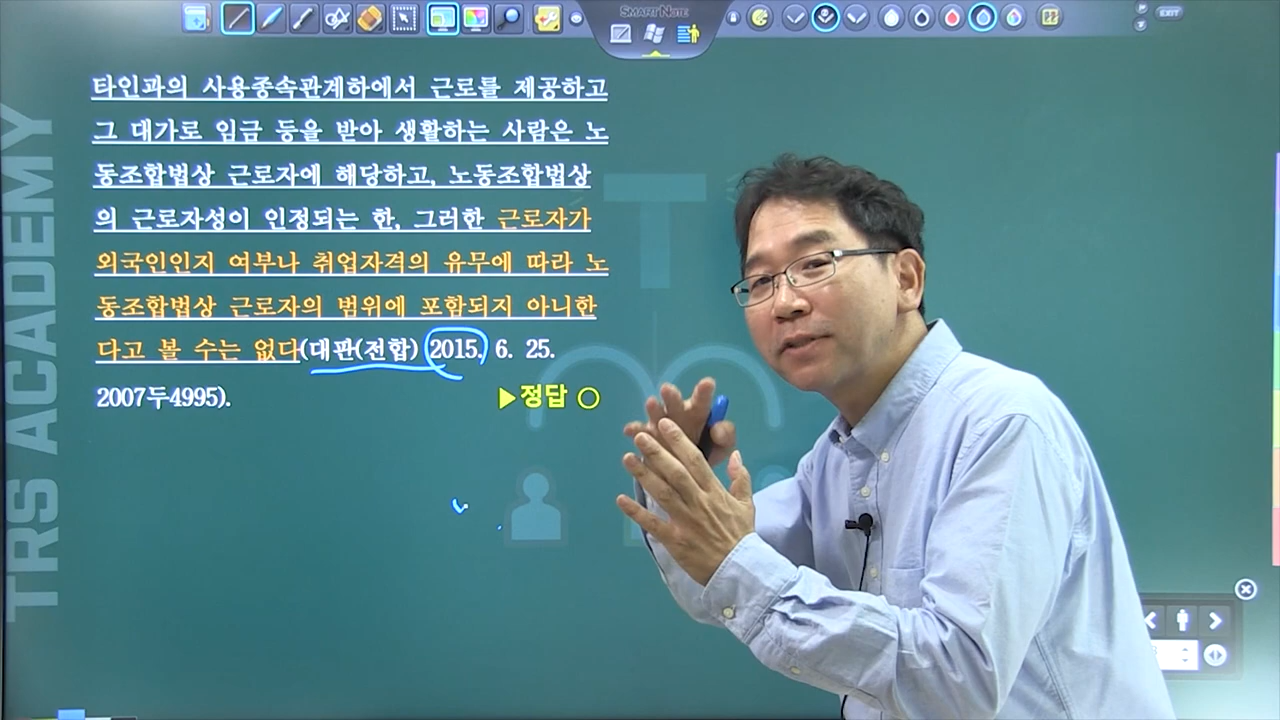 SMART NOTE
EXIT
타인과의 사용종속관계하에서 근로를 제공하고
그 대가로 임금 등을 받아 생활하는 사람은 노
동조합법상 근로자에 해당하고, 노동조합법상
의 근로자성이 인정되는 한, 그러한 근로자가
외국인인지 여부나 취업자격의 유무에 따라 노
동조합법상 근로자의 범위에 포함되지 아니한
다고 볼 수는 없다(대판(전합) 2015. 6. 25.
2007두4995).
▶정답 ○
TRS ACADEMY